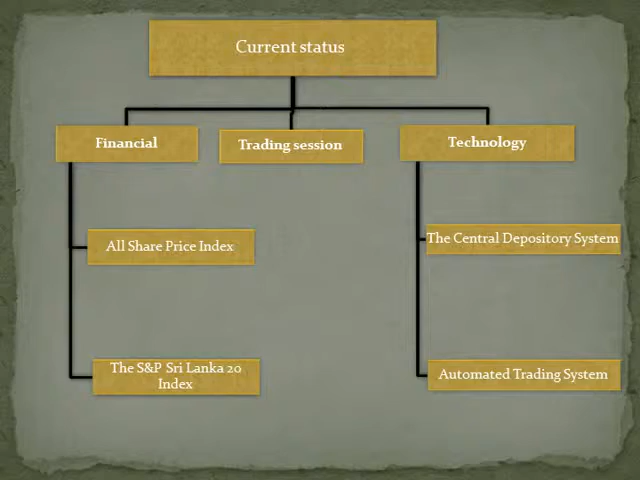 Current status
Financial
Trading session
Technology
All Share Price Index
The Central Depository System
The S&P Sri Lanka 20
Index
Automated Trading System